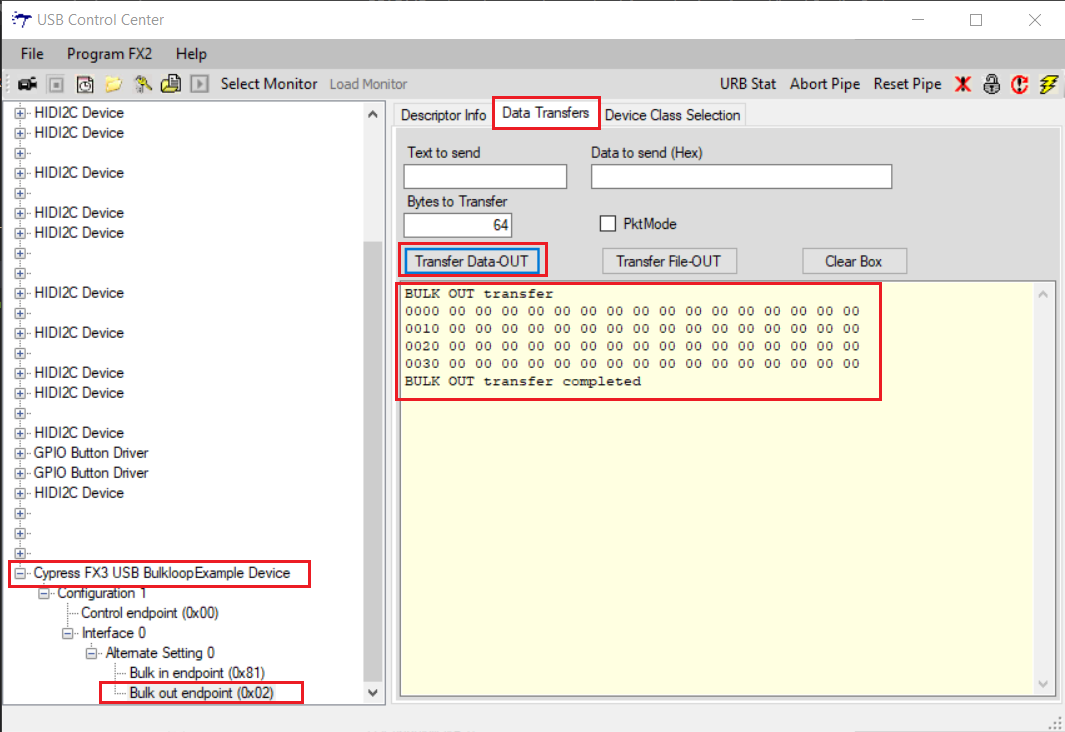 USB Control Center
File Program FX2 Help
Select Monitor Load Monitor URB Stat Abort Pipe Reset Pipe
HIDI2C Device
HIDI2C Device
HIDI2C Device
HIDI2C Device
HIDI2C Device
HIDI2C Device
HIDI2C Device
HIDI2C Device
HIDI2C Device
HIDI2C Device
GPIO Button Driver
GPIO Button Driver
HIDI2C Device
Cypress FX3 USB BulkloopExample Device
Configuration 1
Control endpoint (0x00)
Interface 0
Alternate Setting 0
Bulk in endpoint (0x81)
Bulk out endpoint (0x02)
Descriptor Info Data Transfers Device Class Selection
Text to send Data to send (Hex)
Bytes to Transfer
64 PktMode
Transfer Data-OUT Transfer File-OUT Clear Box
BULK OUT transfer
0000 00 00 00 00 00 00 00 00 00 00 00 00 00 00 00 00
0010 00 00 00 00 00 00 00 00 00 00 00 00 00 00 00 00
0020 00 00 00 00 00 00 00 00 00 00 00 00 00 00 00 00
0030 00 00 00 00 00 00 00 00 00 00 00 00 00 00 00 00
BULK OUT transfer completed